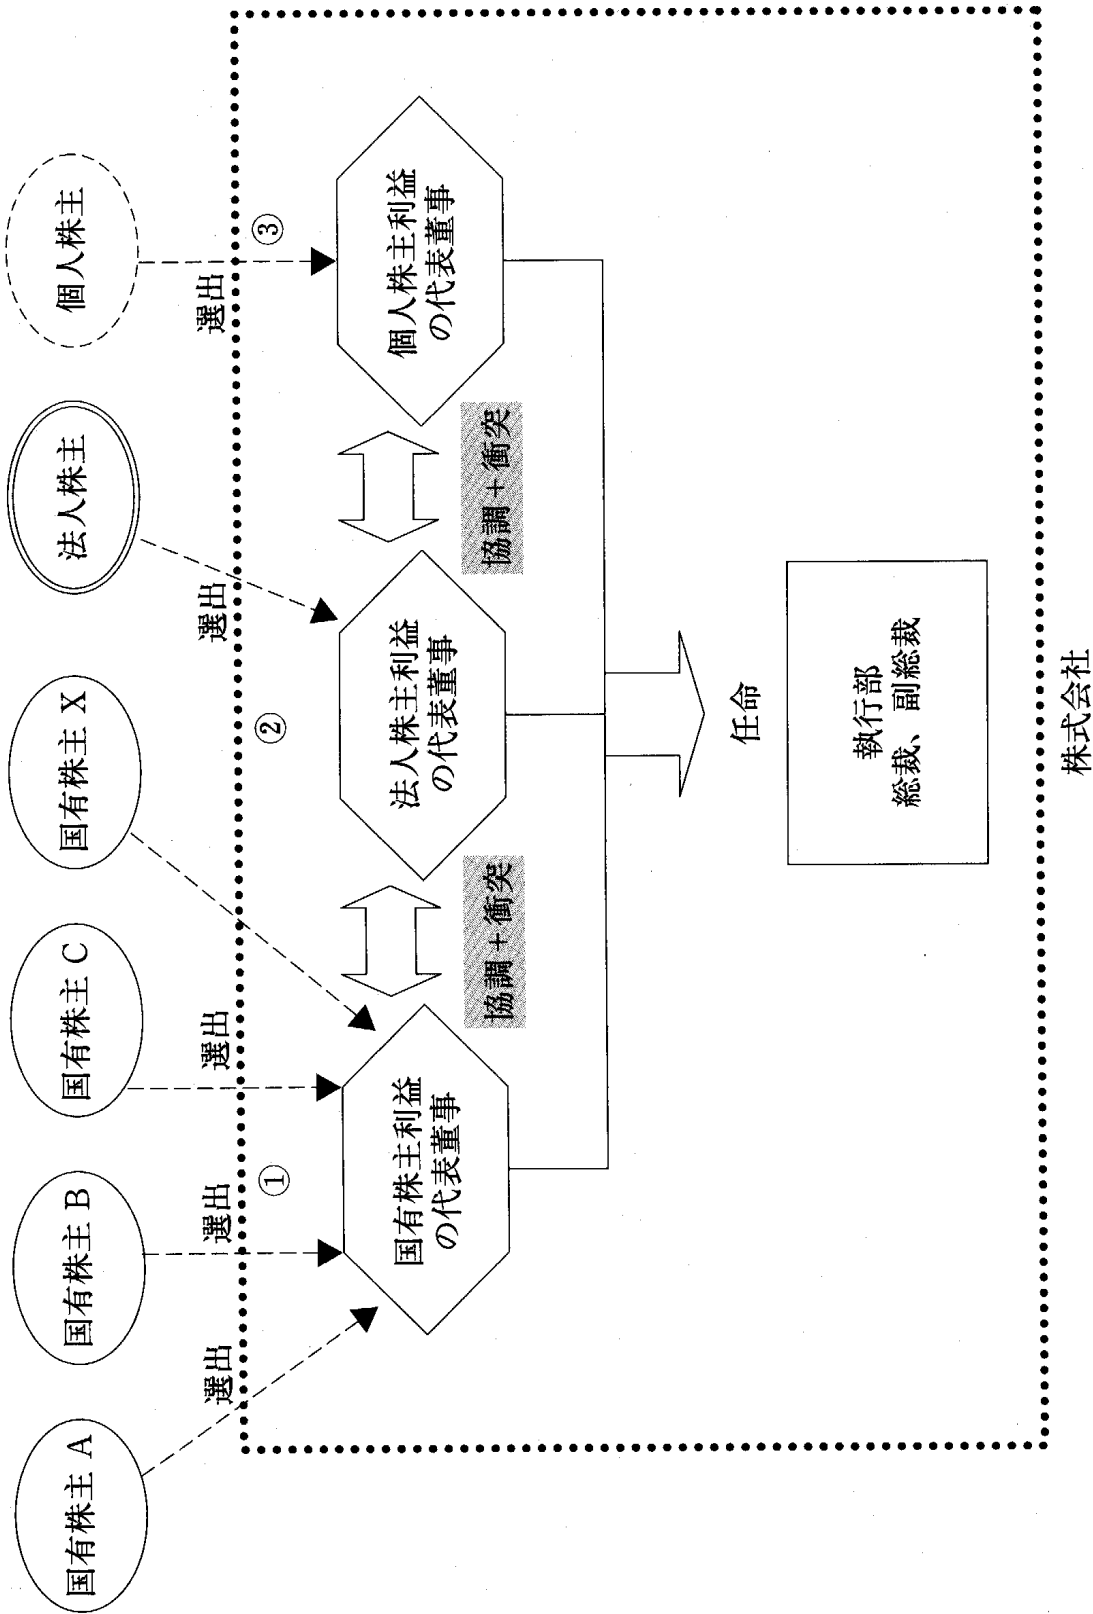 国有株主 A
国有株主 B
国有株主 C
国有株主 X
法人株主
個人株主
選出
選出
選出
選出
選出
①
②
③
国有株主利益
の代表董事
協調+衝突
法人株主利益
の代表董事
協調+衝突
個人株主利益
の代表董事
任命
執行部
総裁、副総裁
株式会社